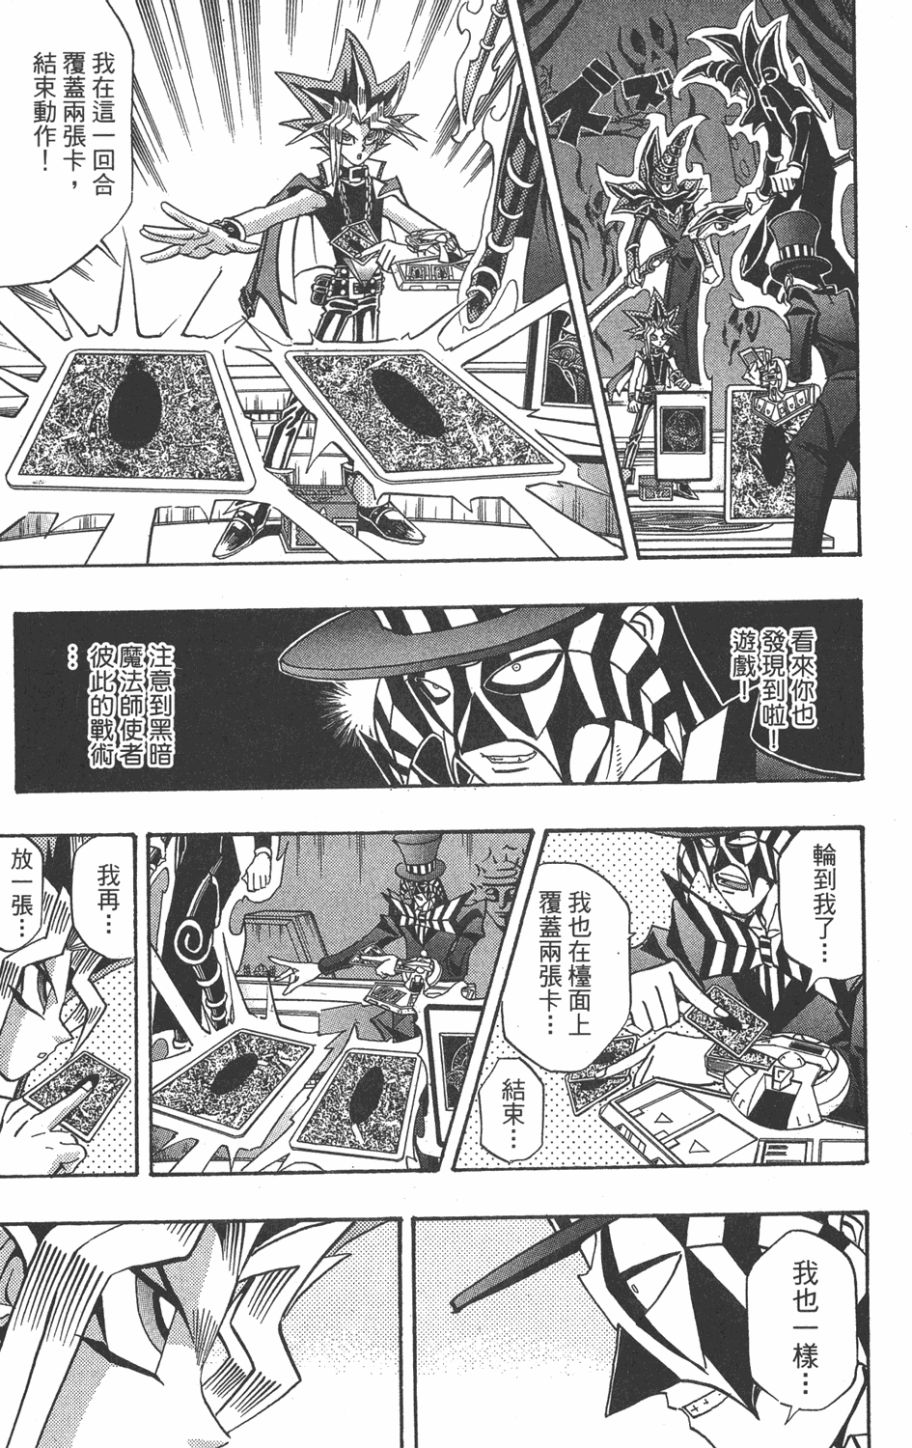 我在這一回合
覆蓋兩張卡，
結束動作！
看來你也
發現到啦！
遊戲！
注意到黑暗
魔法師使者
彼此的戰術
…
輪到我了…
我也在檯面上
覆蓋兩張卡…
結束…
我再…
放一張…
我也一樣…